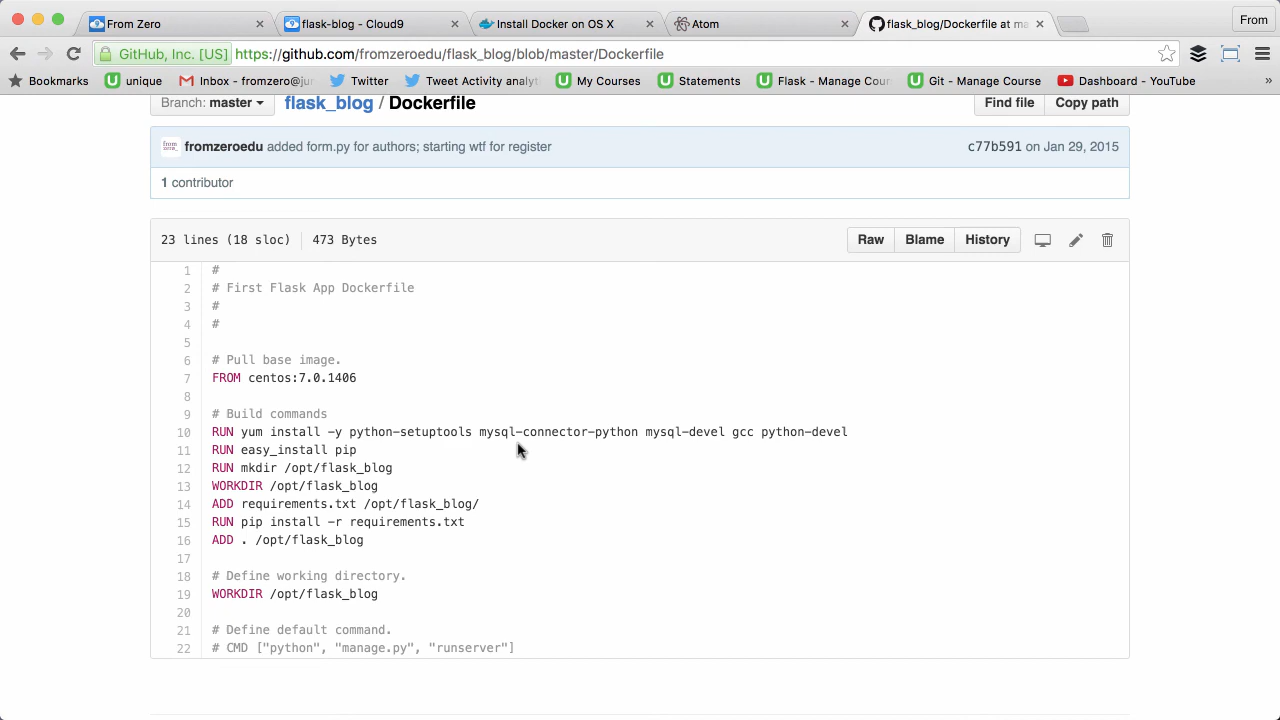 From Zero
flask-blog - Cloud9
Install Docker on OS X
Atom
flask_blog/Dockerfile at ma
From
GitHub, Inc. [US]
https://github.com/fromzeroedu/flask_blog/blob/master/Dockerfile
Bookmarks
unique
Inbox - fromzero@ju
Twitter
Tweet Activity analyt
My Courses
Statements
Flask - Manage Cour
Git - Manage Course
Dashboard - YouTube
»
Branch: master
flask_blog / Dockerfile
Find file
Copy path
from zero_
fromzeroedu added form.py for authors; starting wtf for register
c77b591 on Jan 29, 2015
1 contributor
23 lines (18 sloc)
473 Bytes
Raw
Blame
History
1 #
2 # First Flask App Dockerfile
3 #
4 #
5
6 # Pull base image.
7 FROM centos:7.0.1406
8
9 # Build commands
10 RUN yum install -y python-setuptools mysql-connector-python mysql-devel gcc python-devel
11 RUN easy_install pip
12 RUN mkdir /opt/flask_blog
13 WORKDIR /opt/flask_blog
14 ADD requirements.txt /opt/flask_blog/
15 RUN pip install -r requirements.txt
16 ADD . /opt/flask_blog
17
18 # Define working directory.
19 WORKDIR /opt/flask_blog
20
21 # Define default command.
22 # CMD ["python", "manage.py", "runserver"]